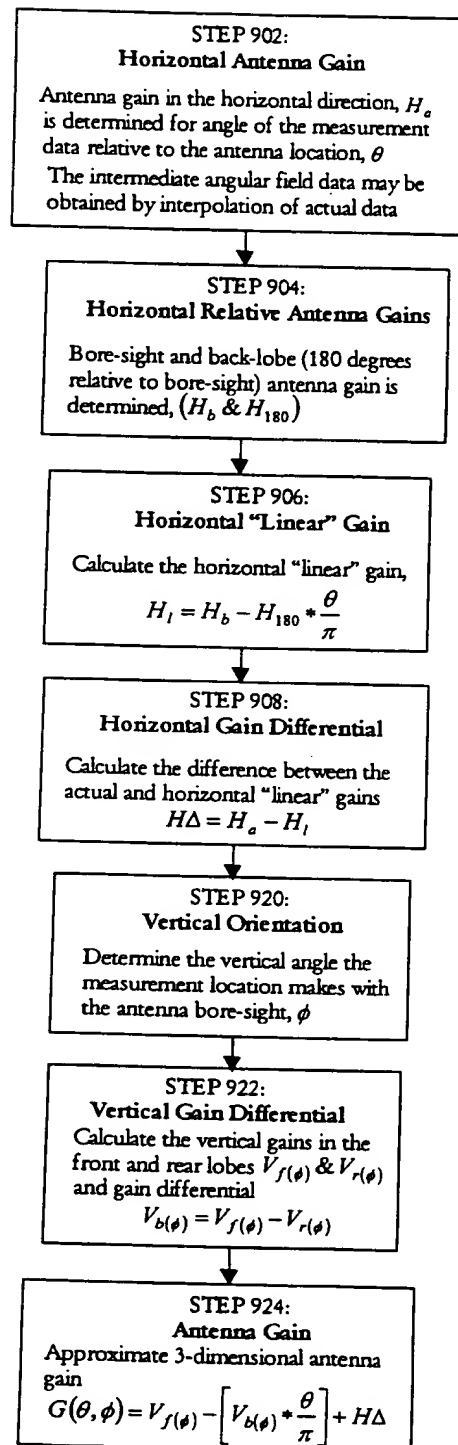 STEP 902:
Horizontal Antenna Gain
Antenna gain in the horizontal direction, H_a
is determined for angle of the measurement
data relative to the antenna location, θ
The intermediate angular field data may be
obtained by interpolation of actual data
STEP 904:
Horizontal Relative Antenna Gains
Bore-sight and back-lobe (180 degrees
relative to bore-sight) antenna gain is
determined, (H_b & H_180)
STEP 906:
Horizontal “Linear” Gain
Calculate the horizontal “linear” gain,
H_l = H_b − H_180 * θ/π
STEP 908:
Horizontal Gain Differential
Calculate the difference between the
actual and horizontal “linear” gains
HΔ = H_a − H_l
STEP 920:
Vertical Orientation
Determine the vertical angle the
measurement location makes with
the antenna bore-sight, ϕ
STEP 922:
Vertical Gain Differential
Calculate the vertical gains in the
front and rear lobes V_f(ϕ) & V_r(ϕ)
and gain differential
V_b(ϕ) = V_f(ϕ) − V_r(ϕ)
STEP 924:
Antenna Gain
Approximate 3-dimensional antenna
gain
G(θ, ϕ) = V_f(ϕ) − [V_b(ϕ) * θ/π] + HΔ